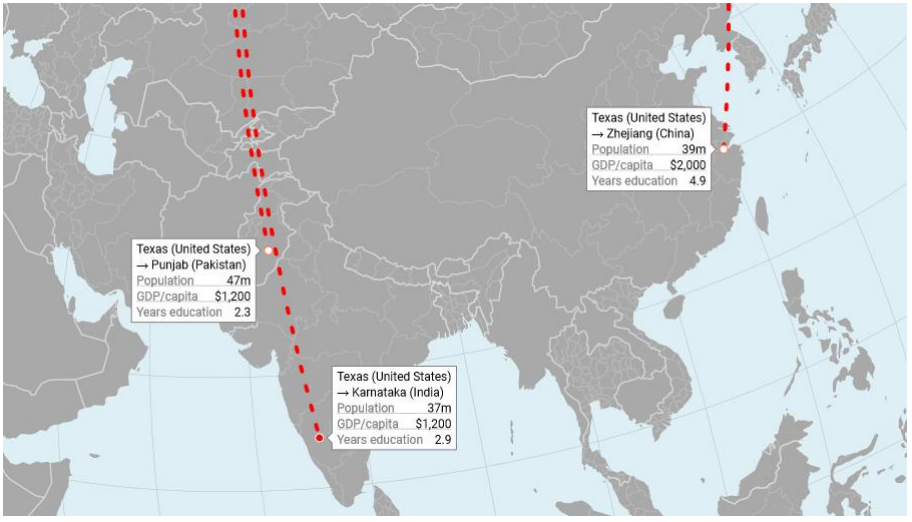 Texas (United States)
→ Zhejiang (China)
Population 39m
GDP/capita $2,000
Years education 4.9
Texas (United States)
→ Punjab (Pakistan)
Population 47m
GDP/capita $1,200
Years education 2.3
Texas (United States)
→ Karnataka (India)
Population 37m
GDP/capita $1,200
Years education 2.9